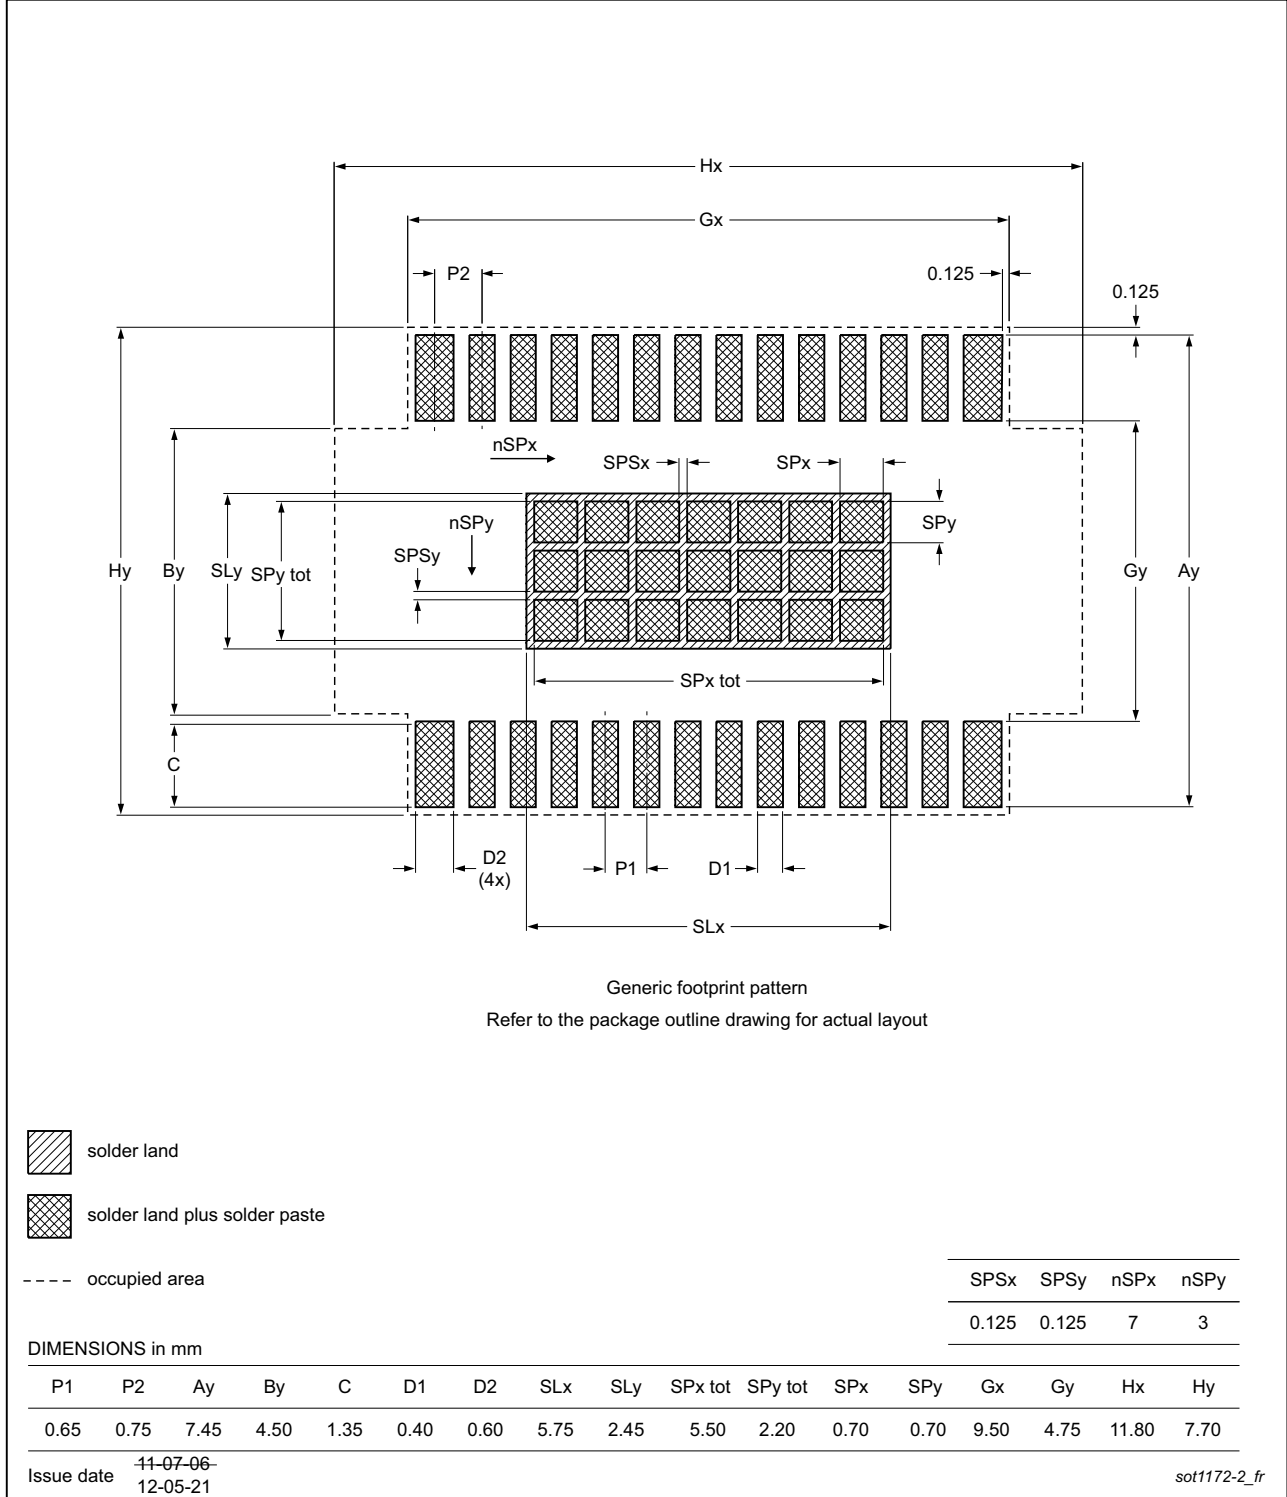 Hx
Gx
P2
0.125
0.125
nSPx
SPSx
SPx
nSPy
SPy
SPSy
Hy
By
SLy
SPy tot
Gy
Ay
SPx tot
C
D2
(4x)
P1
D1
SLx
Generic footprint pattern
Refer to the package outline drawing for actual layout
solder land
solder land plus solder paste
occupied area
SPSx SPSy nSPx nSPy
0.125 0.125 7 3
DIMENSIONS in mm
P1 P2 Ay By C D1 D2 SLx SLy SPx tot SPy tot SPx SPy Gx Gy Hx Hy
0.65 0.75 7.45 4.50 1.35 0.40 0.60 5.75 2.45 5.50 2.20 0.70 0.70 9.50 4.75 11.80 7.70
Issue date
11-07-06
12-05-21
sot1172-2_fr